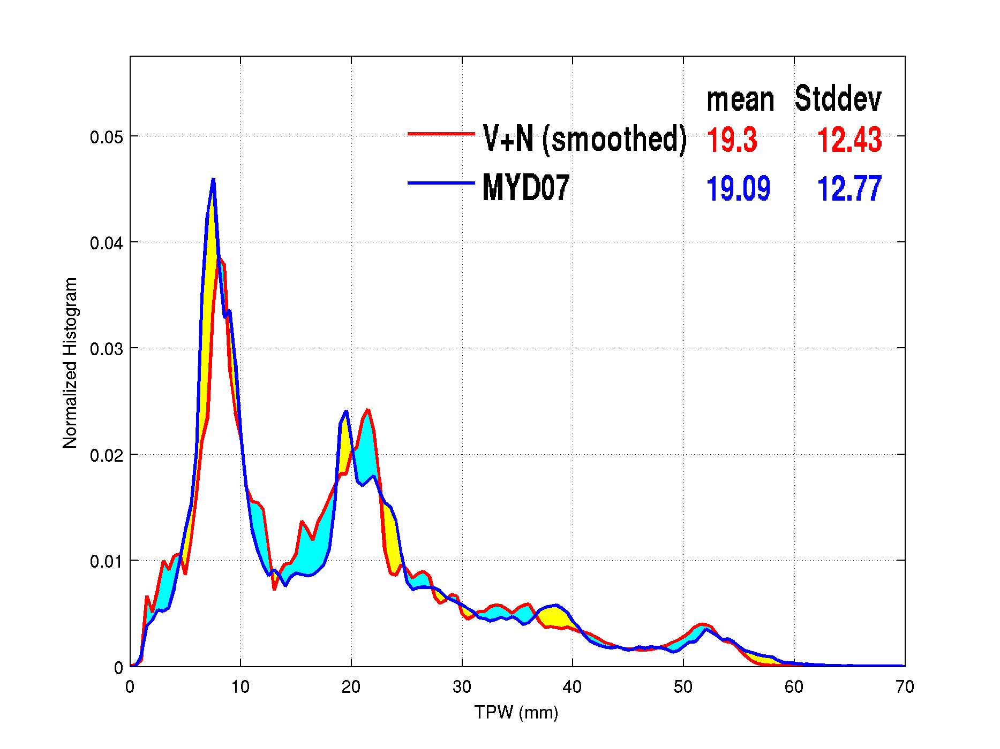 mean Stddev
V+N (smoothed) 19.3 12.43
MYD07 19.09 12.77
0.05
0.04
0.03
0.02
0.01
0
Normalized Histogram
0 10 20 30 40 50 60 70
TPW (mm)